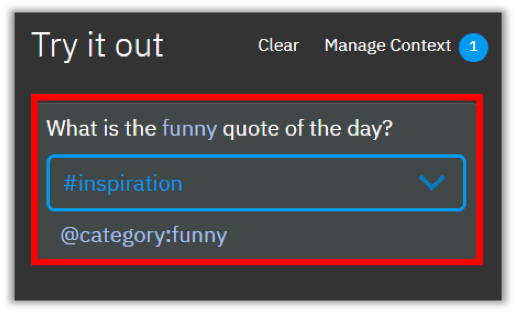 Try it out Clear Manage Context 1
What is the funny quote of the day?
#inspiration
@category:funny